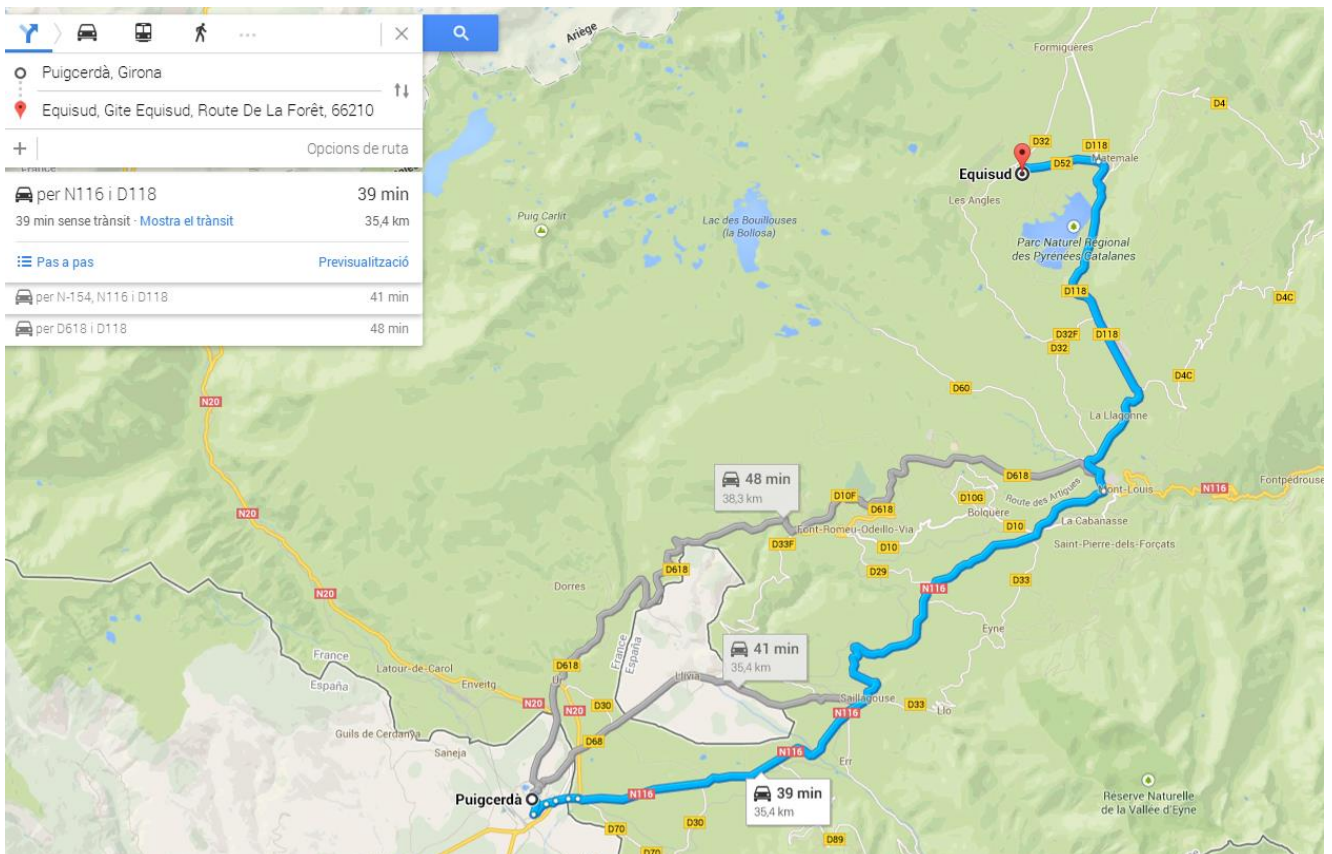 Puigcerdà, Girona
Equisud, Gite Equisud, Route De La Forêt, 66210
Opcions de ruta
per N116 i D118 39 min
39 min sense trànsit · Mostra el trànsit 35,4 km
Pas a pas Previsualització
per N-154, N116 i D118 41 min
per D618 i D118 48 min
Ariège
Formiguères
D4
D32
D118
D52
Matemale
Equisud
Les Angles
Puig Carlit
Lac des Bouillouses
(la Bollosa)
Parc Naturel Régional
des Pyrénées Catalanes
D118
D4C
D32F
D118
D32
D4C
D60
N20
La Llagonne
48 min
38,3 km
D618
Fontpédrouse
D10F
D10G
Route des Artigues
Mont-Louis
N116
N20
D618
Bolquère
La Cabanasse
Font-Romeu-Odeillo-Via
D10
D33F
D10
Saint-Pierre-dels-Forçats
D618
D29
D33
Dorres
N116
N20
Eyne
France
España
41 min
35,4 km
France
España
Latour-de-Carol
D618
Llívia
Enveitg
Saillagouse
D33
Llo
N20
N20
D30
N116
Guils de Cerdanya
D68
Saneja
N116
Err
Puigcerdà
N116
39 min
35,4 km
Réserve Naturelle
de la Vallée d'Eyne
D70
D30
D89
D70